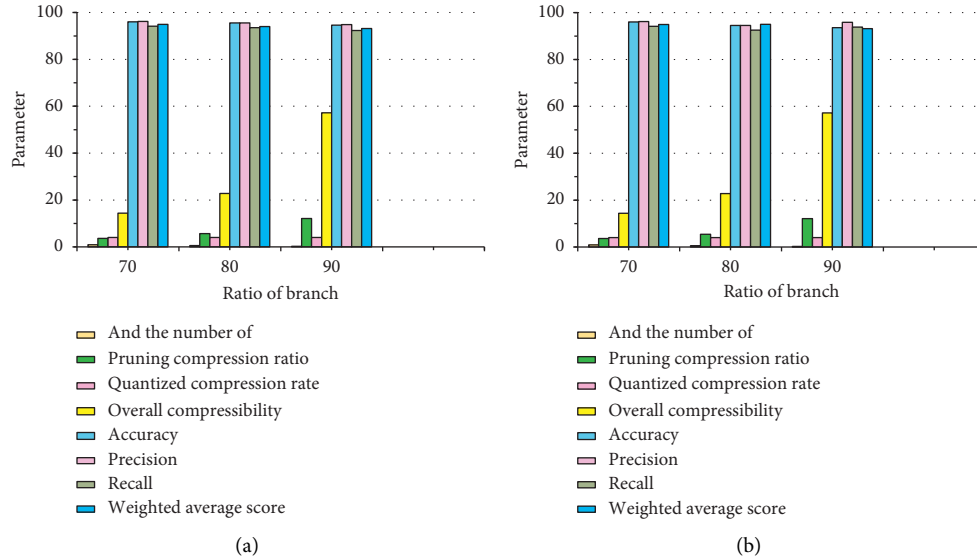 100
80
60
40
20
0
Parameter
70
80
90
Ratio of branch
And the number of
Pruning compression ratio
Quantized compression rate
Overall compressibility
Accuracy
Precision
Recall
Weighted average score
(a)
100
80
60
40
20
0
Parameter
70
80
90
Ratio of branch
And the number of
Pruning compression ratio
Quantized compression rate
Overall compressibility
Accuracy
Precision
Recall
Weighted average score
(b)